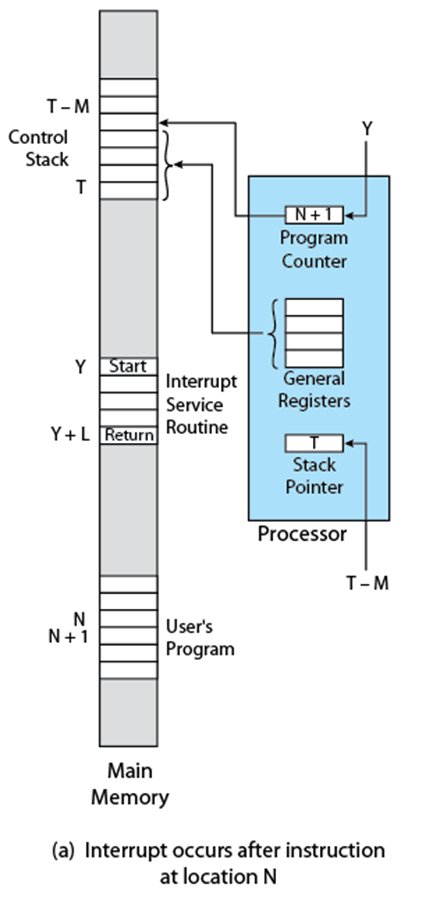 T – M
Control
Stack
T
Y
N + 1
Program
Counter
Y
Start
Interrupt
Service
Routine
Y + L
Return
General
Registers
T
Stack
Pointer
Processor
T – M
N
N + 1
User's
Program
Main
Memory
(a) Interrupt occurs after instruction
at location N